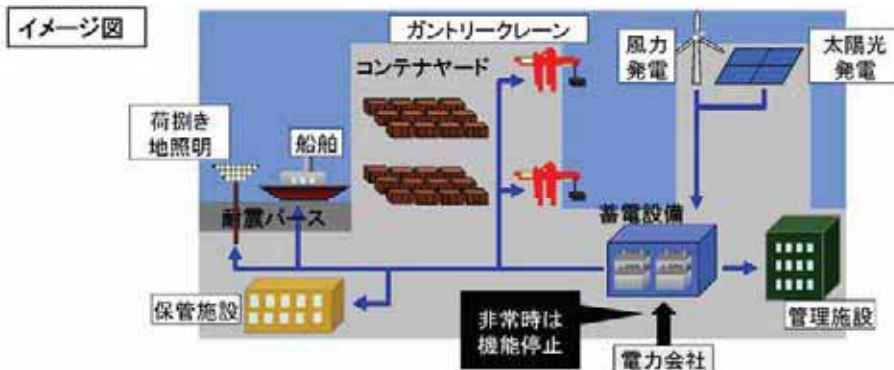 イメージ図
ガントリークレーン
コンテナヤード
風力
発電
太陽光
発電
荷捌き
地照明
船舶
耐震バース
蓄電設備
保管施設
非常時は
機能停止
管理施設
電力会社